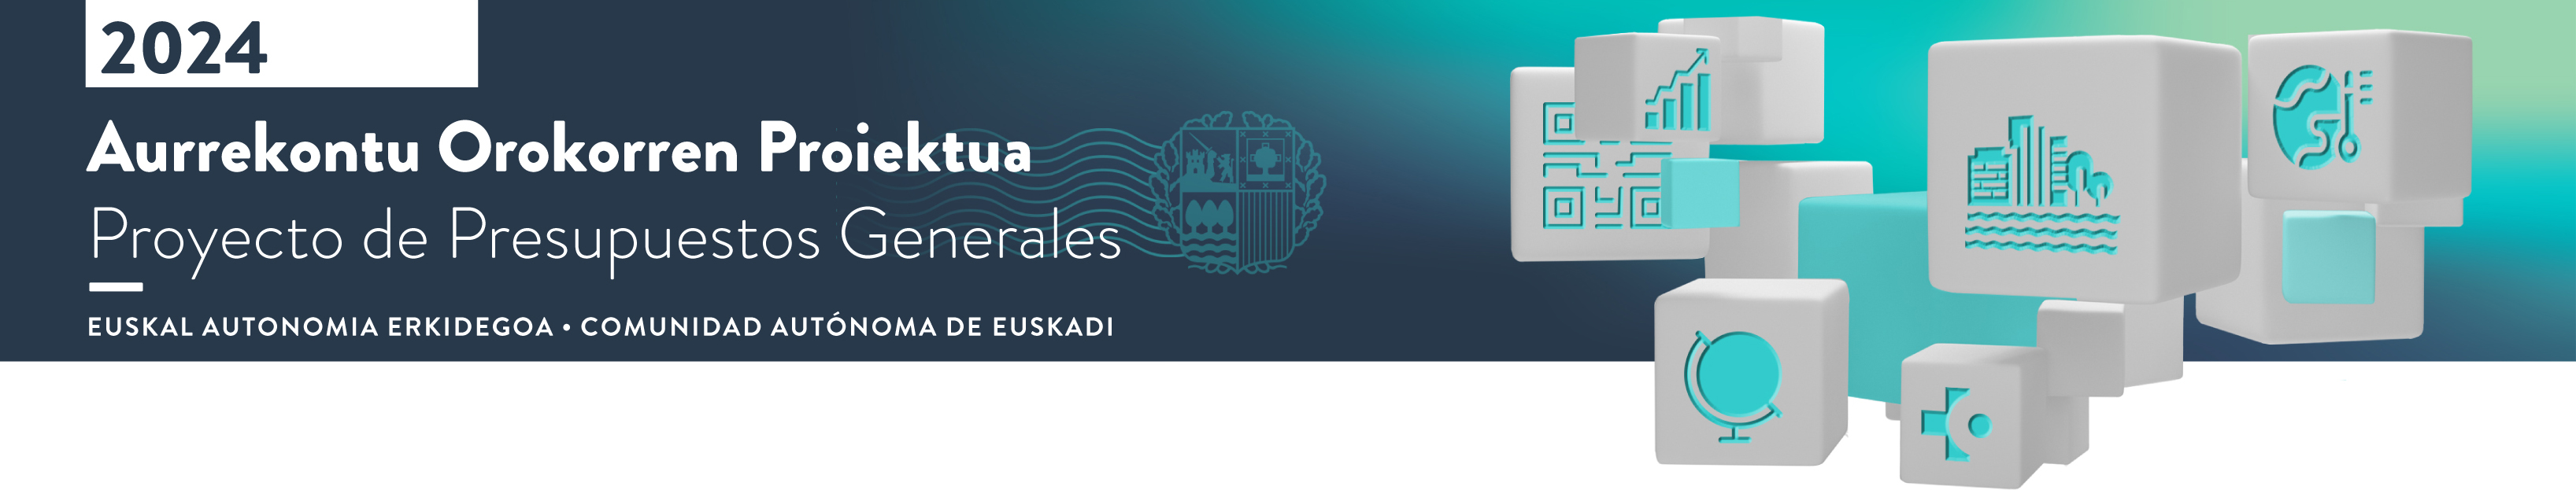 2024
Aurrekontu Orokorren Proiektua
Proyecto de Presupuestos Generales
EUSKAL AUTONOMIA ERKIDEGOA • COMUNIDAD AUTÓNOMA DE EUSKADI